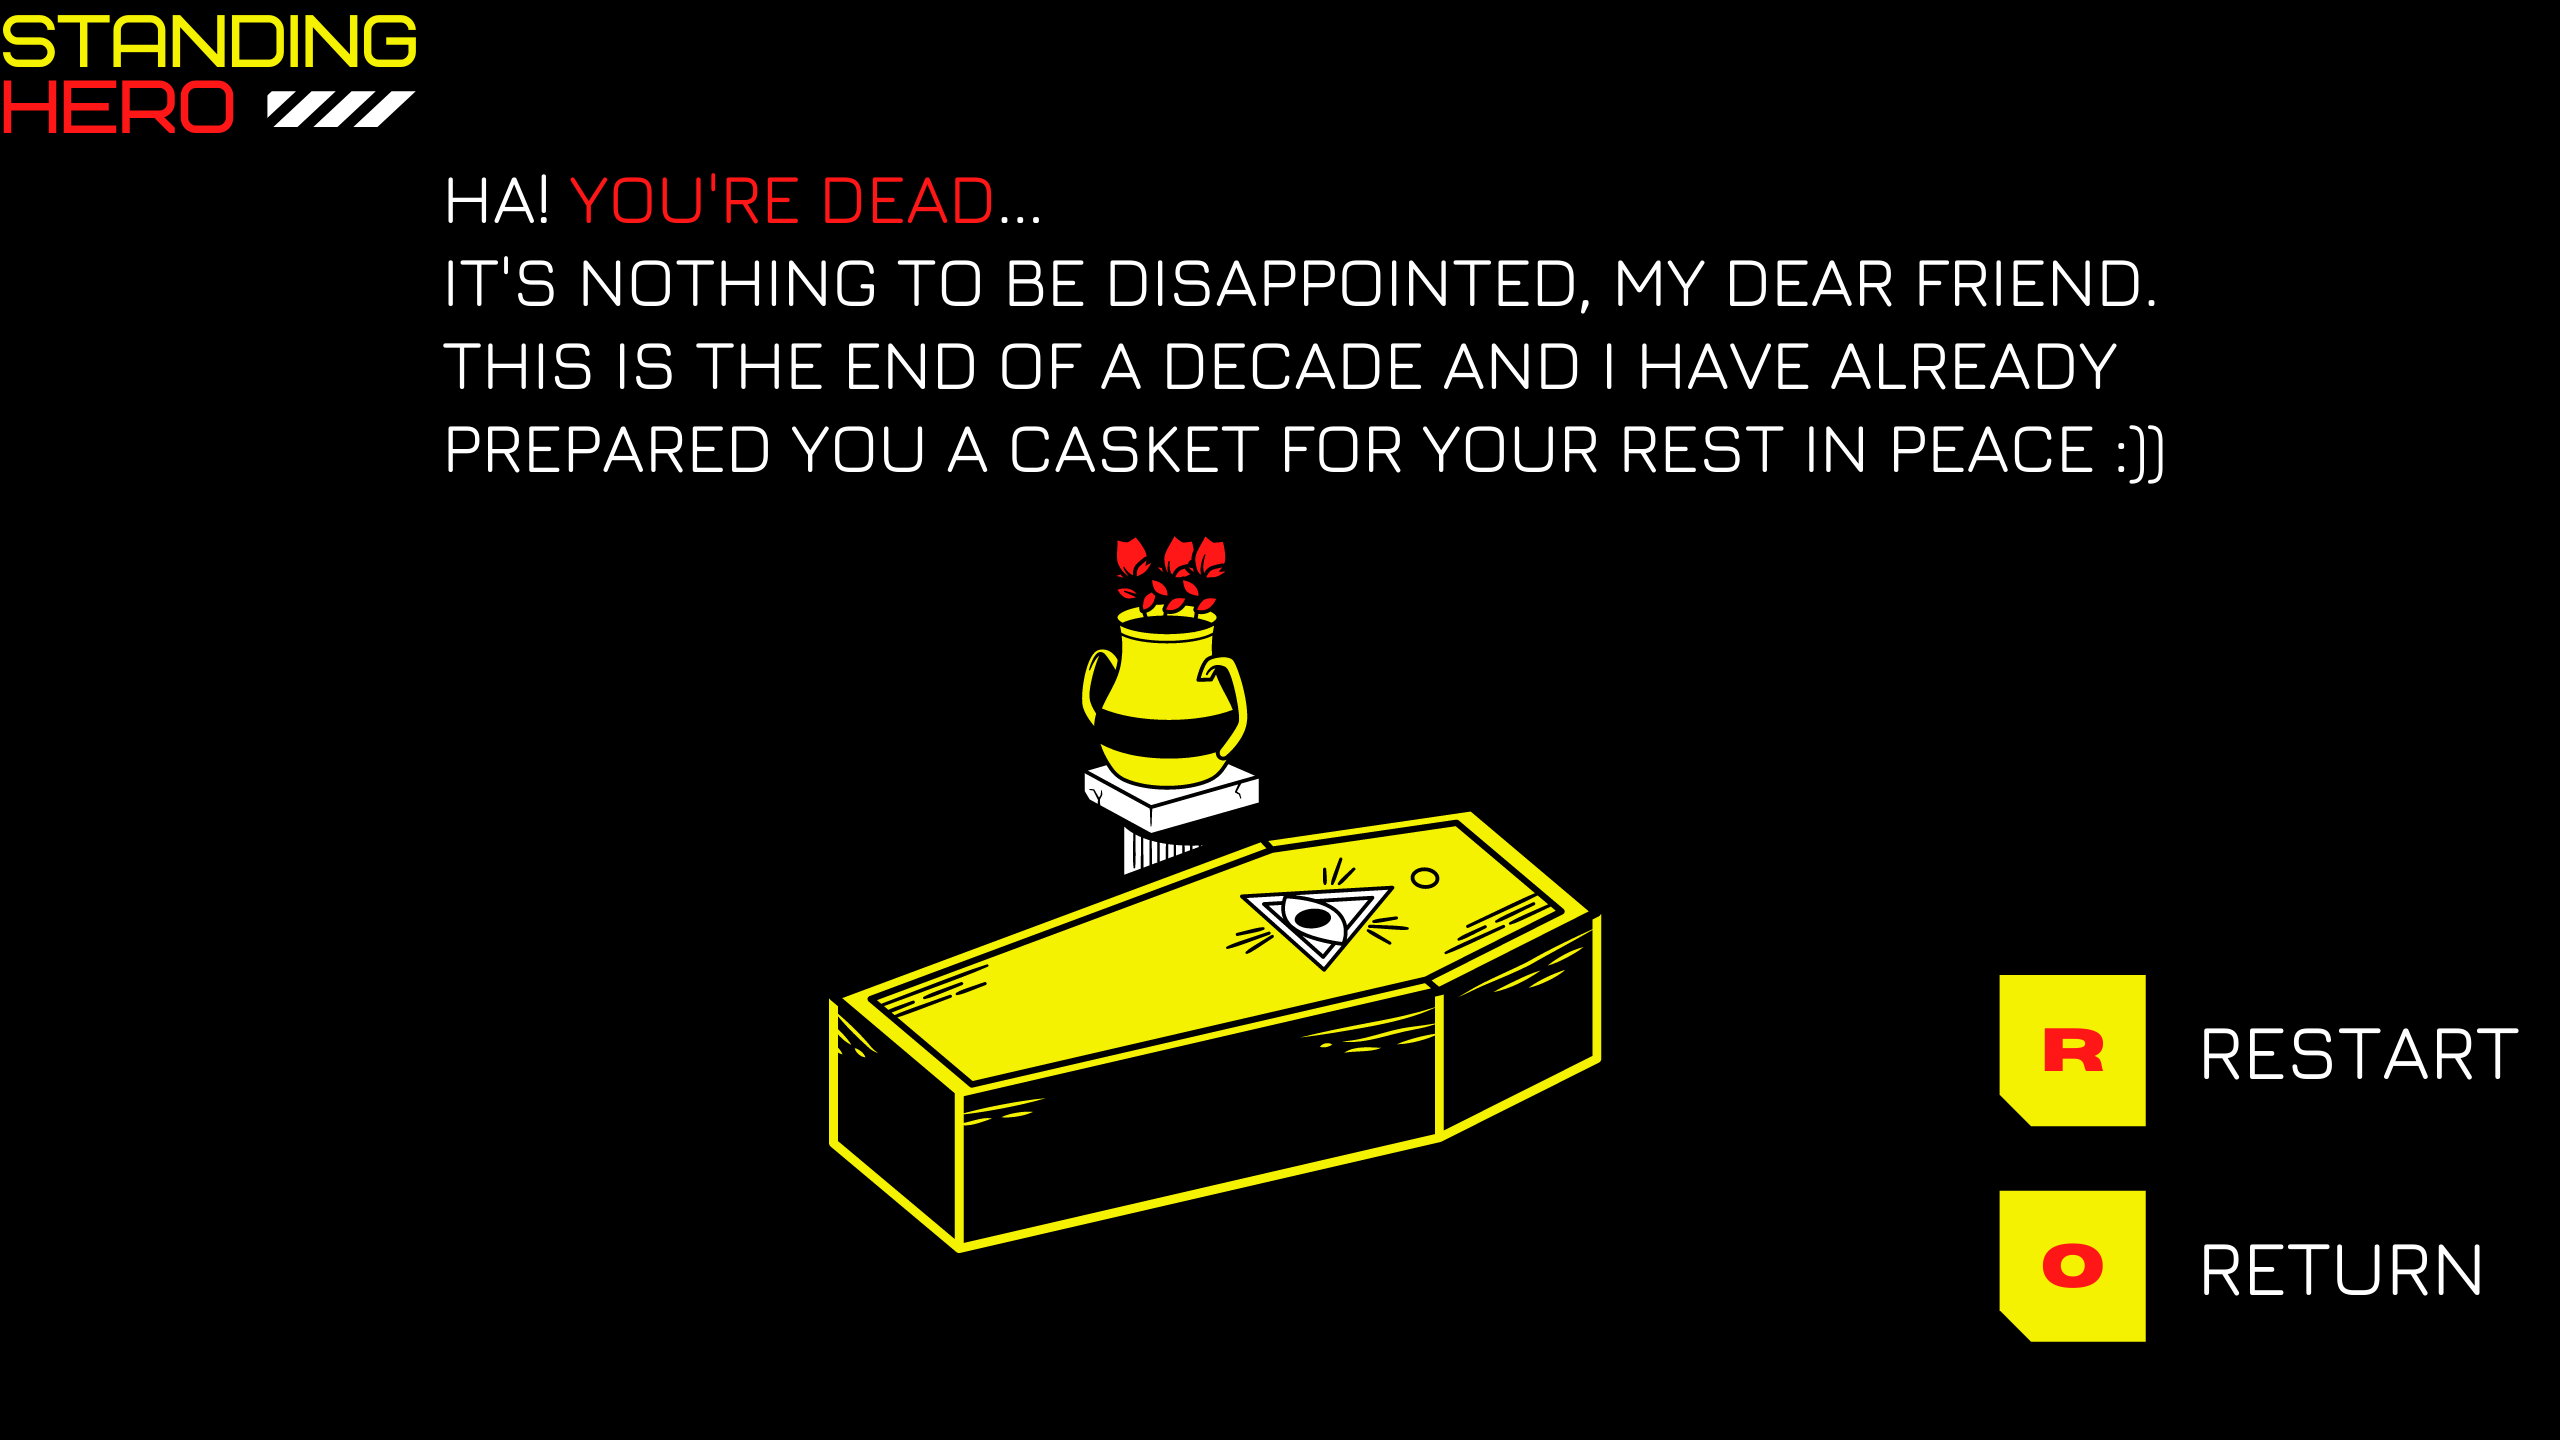 STANDING
HERO
HA! YOU'RE DEAD...
IT'S NOTHING TO BE DISAPPOINTED, MY DEAR FRIEND.
THIS IS THE END OF A DECADE AND I HAVE ALREADY
PREPARED YOU A CASKET FOR YOUR REST IN PEACE :))
R RESTART
O RETURN